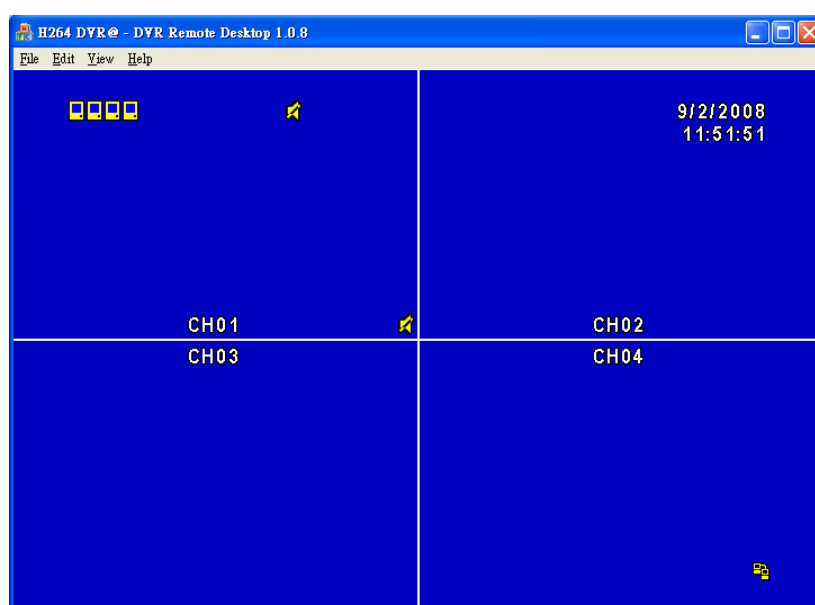 H264 DVR@ - DVR Remote Desktop 1.0.8
File Edit View Help
9/2/2008
11:51:51
CH01
CH02
CH03
CH04